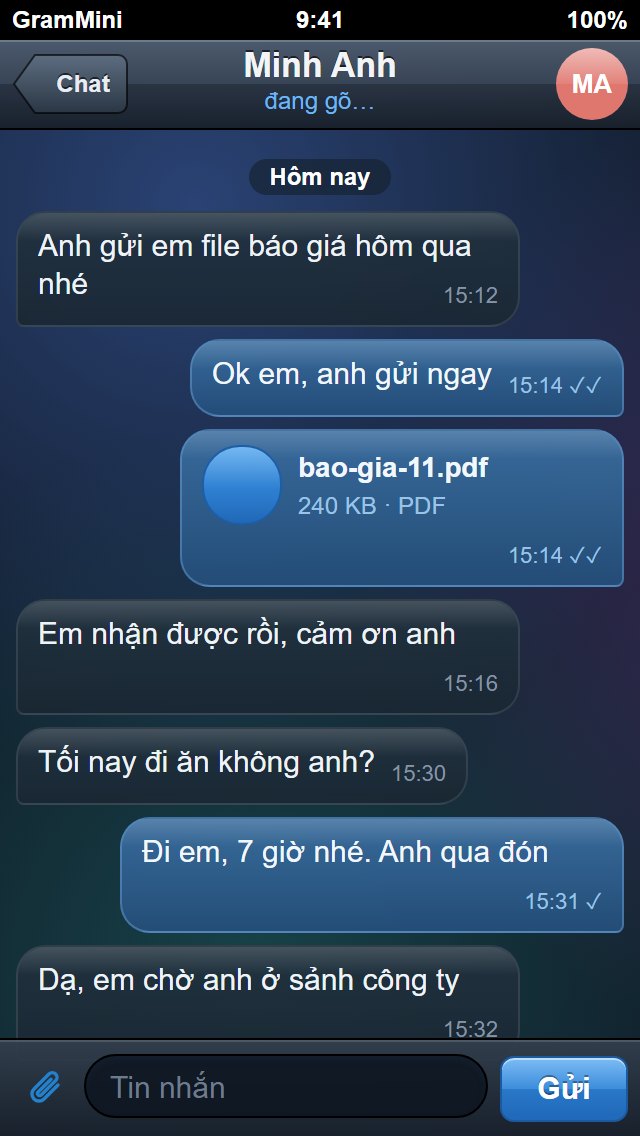 GramMini 9:41 100%
Chat Minh Anh MA
đang gõ...
Hôm nay
Anh gửi em file báo giá hôm qua
nhé 15:12
Ok em, anh gửi ngay 15:14 ✓✓
bao-gia-11.pdf
240 KB · PDF
15:14 ✓✓
Em nhận được rồi, cảm ơn anh
15:16
Tối nay đi ăn không anh? 15:30
Đi em, 7 giờ nhé. Anh qua đón
15:31 ✓
Dạ, em chờ anh ở sảnh công ty
15:32
Tin nhắn Gửi